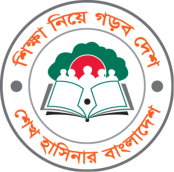 শিক্ষা নিয়ে গড়ব দেশ
শেখ হাসিনার বাংলাদেশ